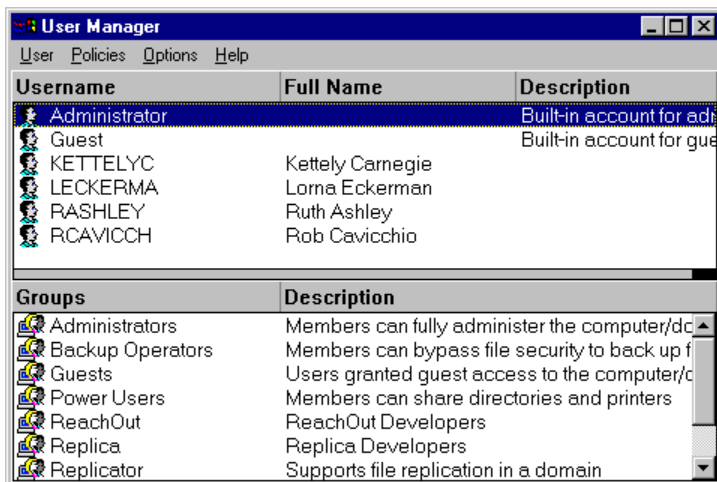 User Manager
User Policies Options Help
Username Full Name Description
Administrator Built-in account for adr
Guest Built-in account for gue
KETTELYC Kettely Carnegie
LECKERMA Lorna Eckerman
RASHLEY Ruth Ashley
RCAVICCH Rob Cavicchio
Groups Description
Administrators Members can fully administer the computer/dc
Backup Operators Members can bypass file security to back up f
Guests Users granted guest access to the computer/c
Power Users Members can share directories and printers
ReachOut ReachOut Developers
Replica Replica Developers
Replicator Supports file replication in a domain